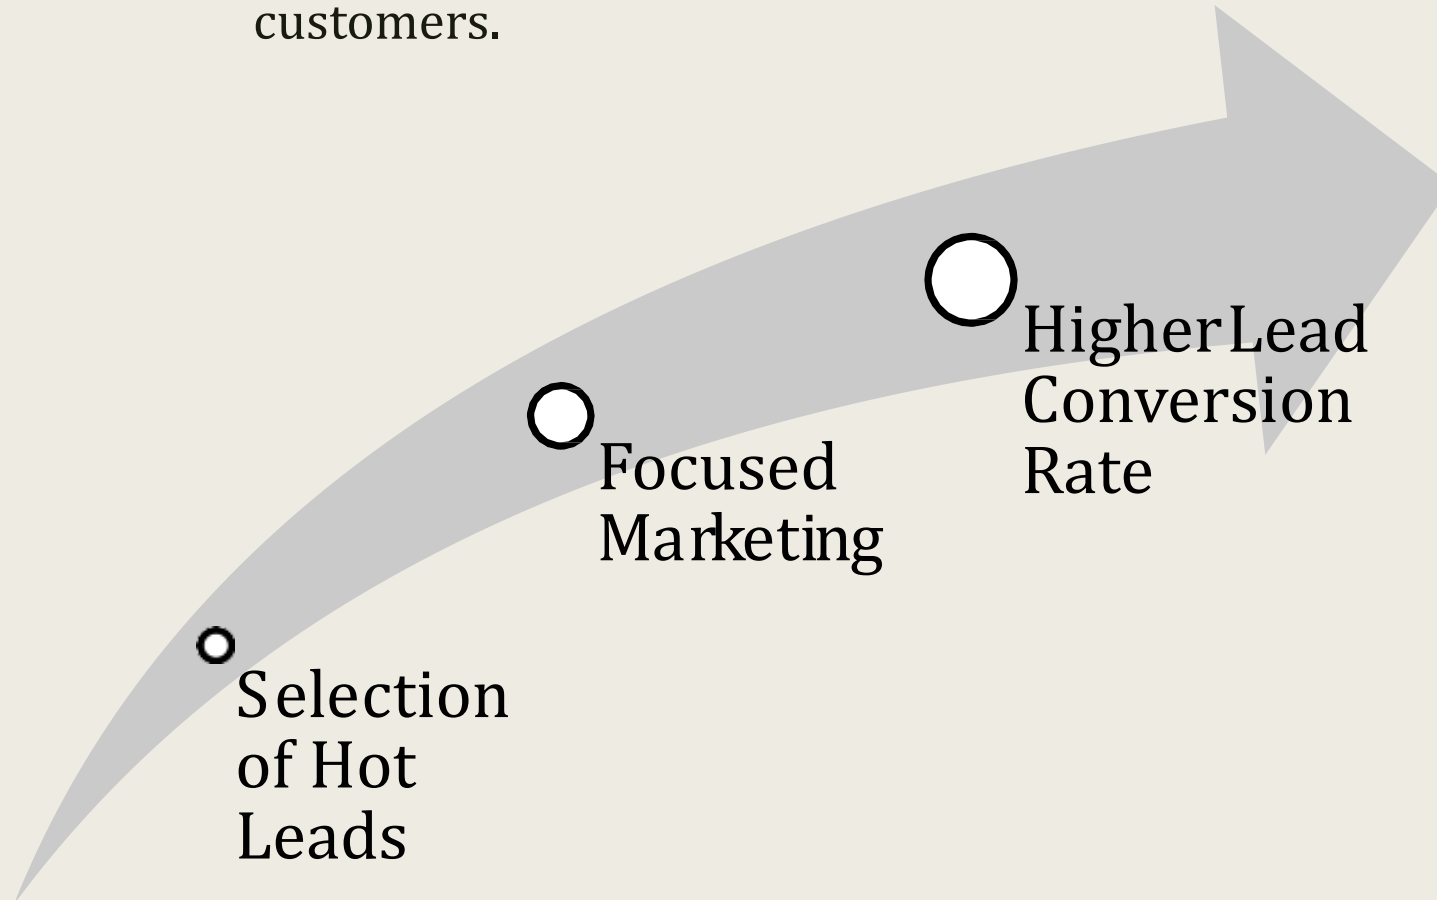 customers.
Higher Lead
Conversion
Rate
Focused
Marketing
Selection
of Hot
Leads